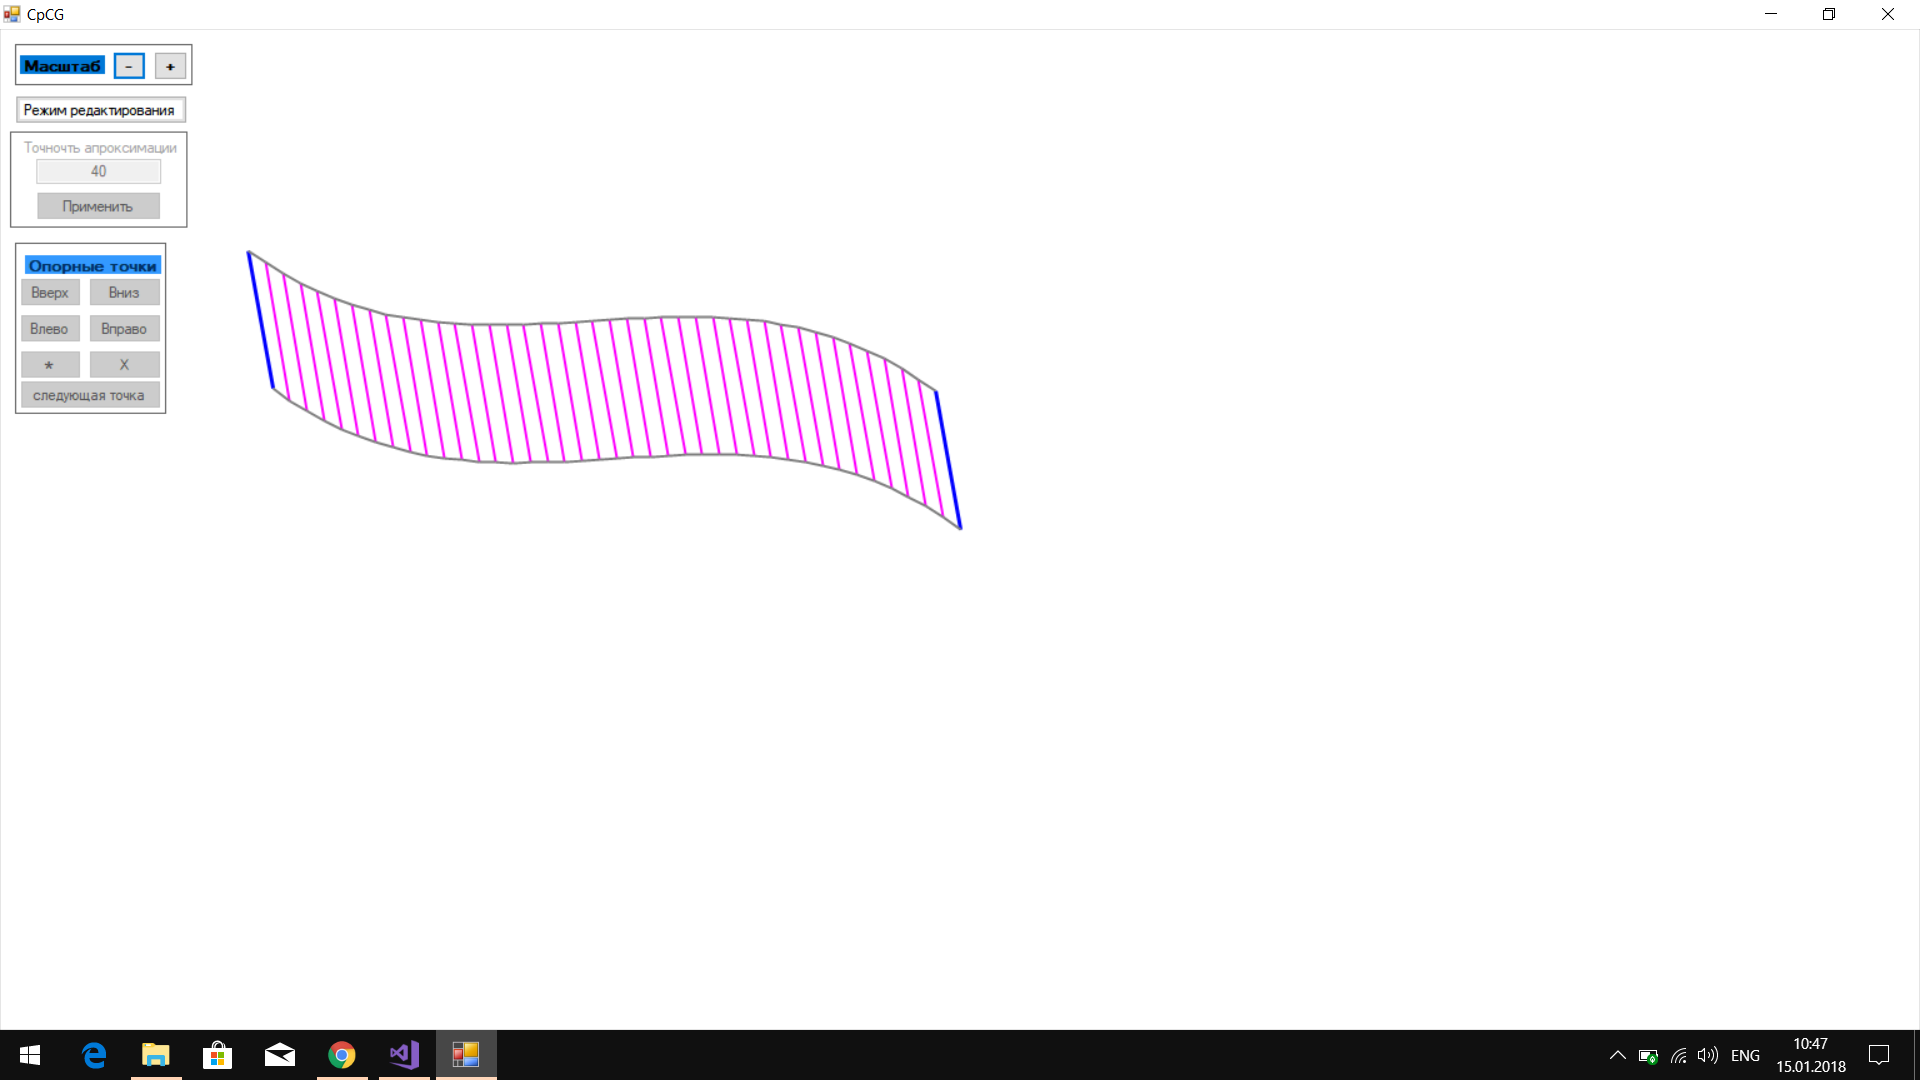 CpCG
Масштаб - +
Режим редактирования
Точночть апроксимации
40
Применить
Опорные точки
Вверх Вниз
Влево Вправо
* X
следующая точка
ENG
10:47
15.01.2018